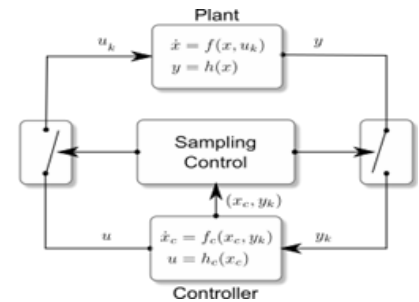 Plant
u_k
ẋ = f(x, u_k)
y = h(x)
y
Sampling
Control
(x_c, y_k)
u
ẋ_c = f_c(x_c, y_k)
u = h_c(x_c)
y_k
Controller